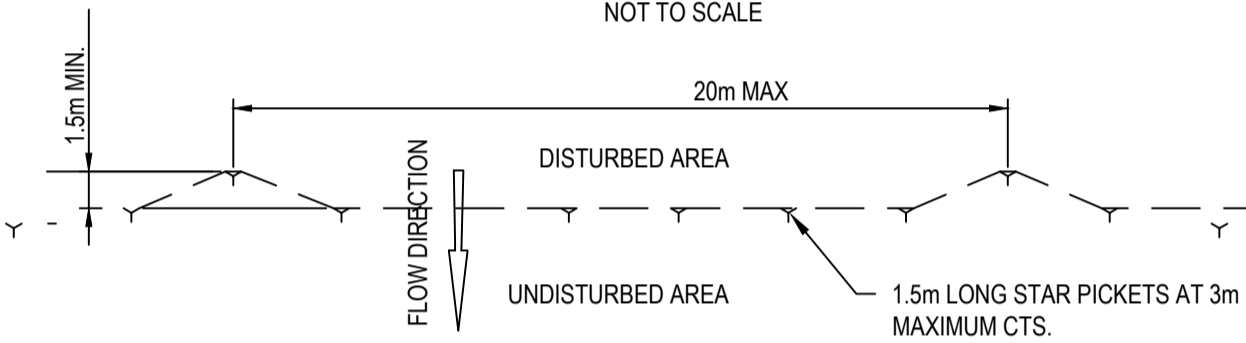 NOT TO SCALE
1.5m MIN.
20m MAX
DISTURBED AREA
FLOW DIRECTION
UNDISTURBED AREA
1.5m LONG STAR PICKETS AT 3m
MAXIMUM CTS.